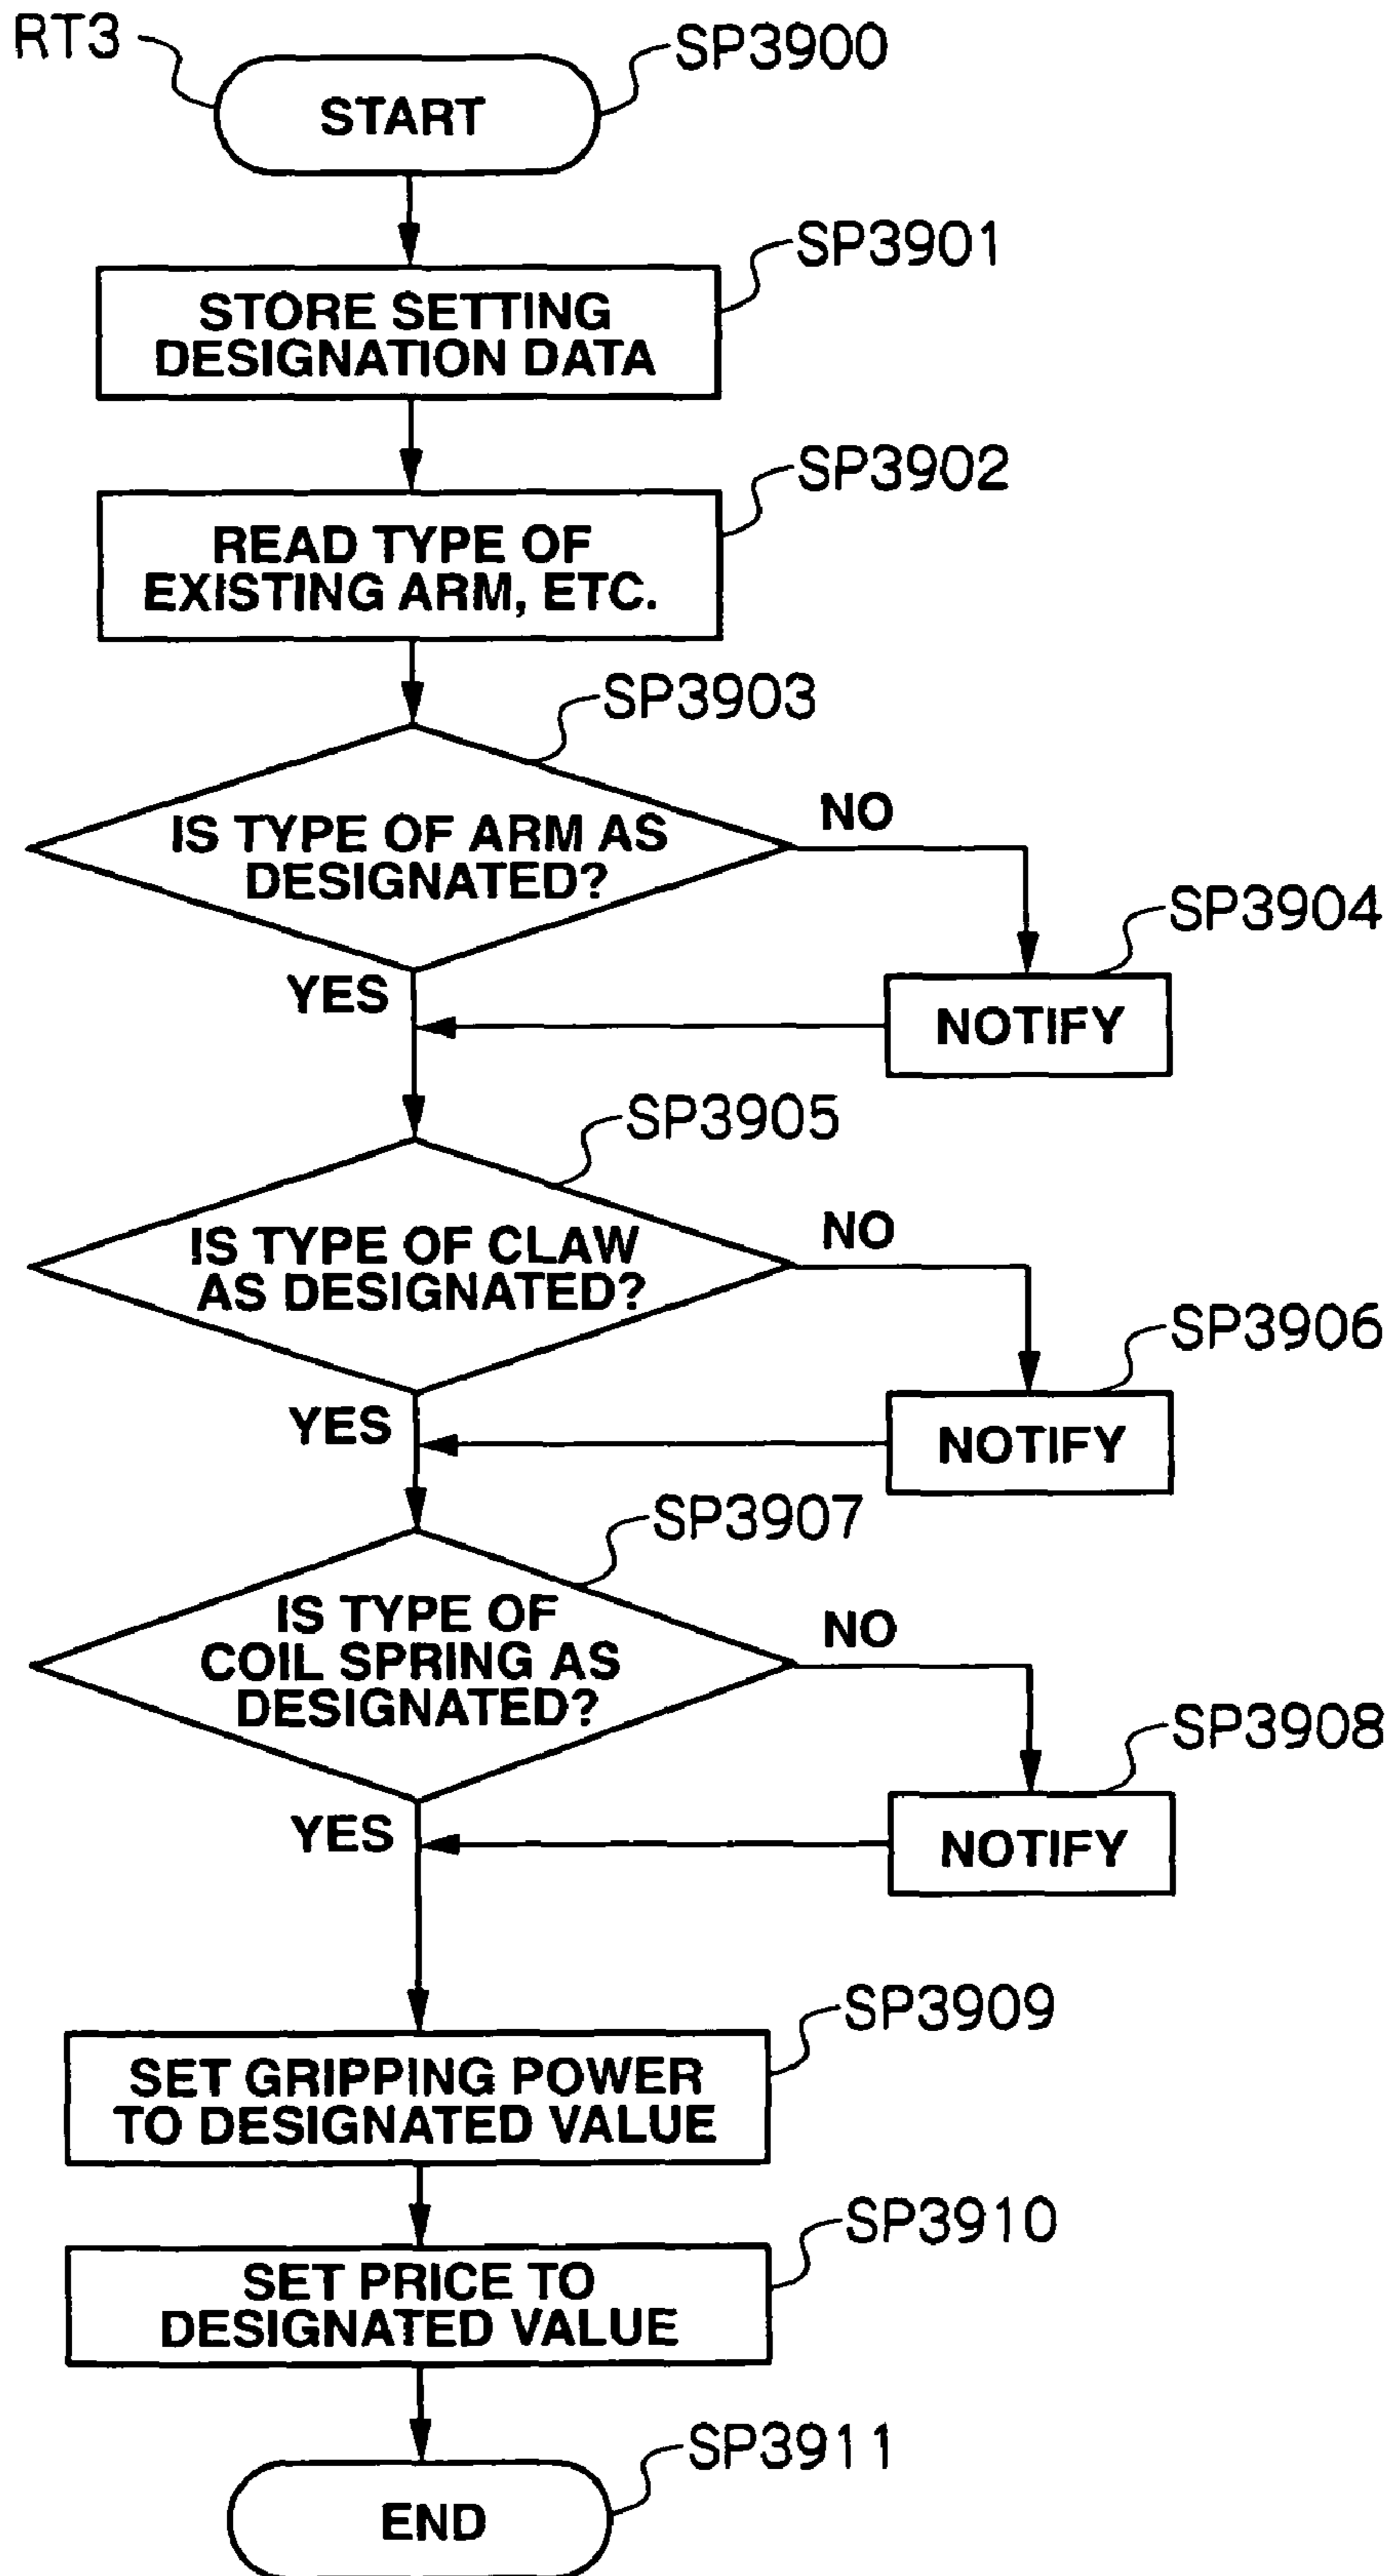 RT3
SP3900
START
SP3901
STORE SETTING
DESIGNATION DATA
SP3902
READ TYPE OF
EXISTING ARM, ETC.
SP3903
IS TYPE OF ARM AS
DESIGNATED?
NO
SP3904
YES
NOTIFY
SP3905
IS TYPE OF CLAW
AS DESIGNATED?
NO
SP3906
YES
NOTIFY
SP3907
IS TYPE OF
COIL SPRING AS
DESIGNATED?
NO
SP3908
YES
NOTIFY
SP3909
SET GRIPPING POWER
TO DESIGNATED VALUE
SP3910
SET PRICE TO
DESIGNATED VALUE
SP3911
END